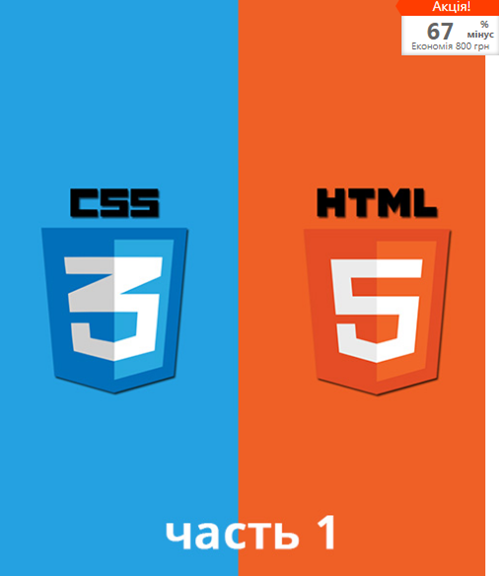 Акція!
67 % мінус
Економія 800 грн
CSS HTML
3 5
часть 1